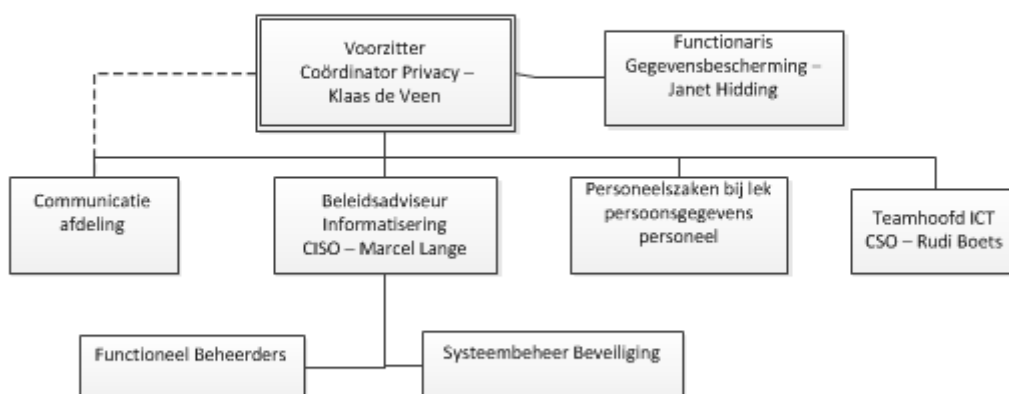 Voorzitter
Coördinator Privacy –
Klaas de Veen
Functionaris
Gegevensbescherming –
Janet Hidding
Communicatie
afdeling
Beleidsadviseur
Informatisering
CISO – Marcel Lange
Personeelszaken bij lek
persoonsgegevens
personeel
Teamhoofd ICT
CSO – Rudi Boets
Functioneel Beheerders
Systeembeheer Beveiliging